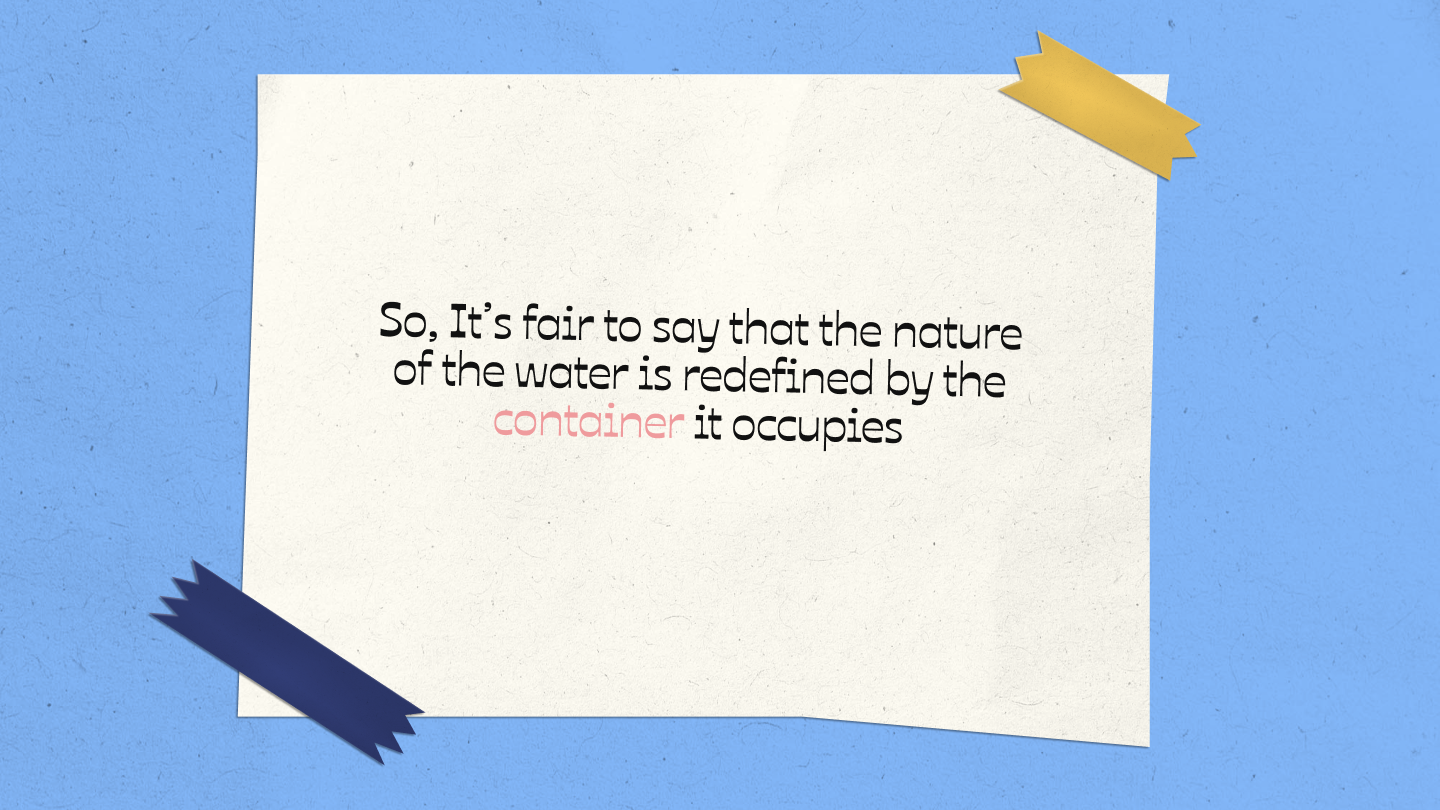 So, It’s fair to say that the nature
of the water is redefined by the
container it occupies